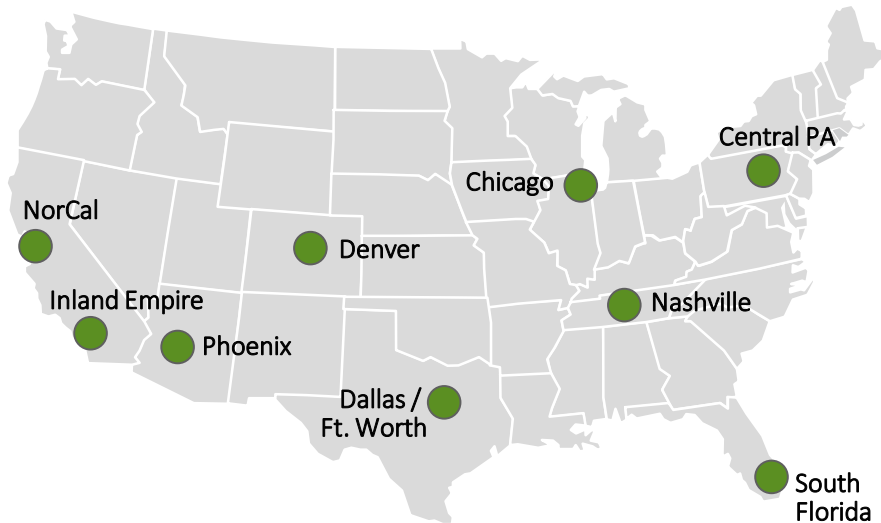 Central PA
Chicago
NorCal
Denver
Inland Empire
Nashville
Phoenix
Dallas /
Ft. Worth
South
Florida